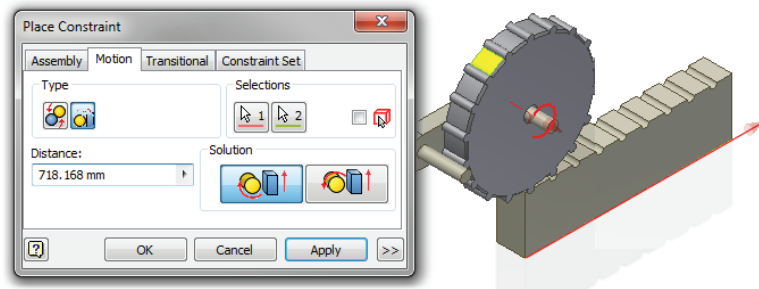 Place Constraint
Assembly Motion Transitional Constraint Set
Type
Selections
1 2
Distance:
718.168 mm
Solution
OK Cancel Apply >>